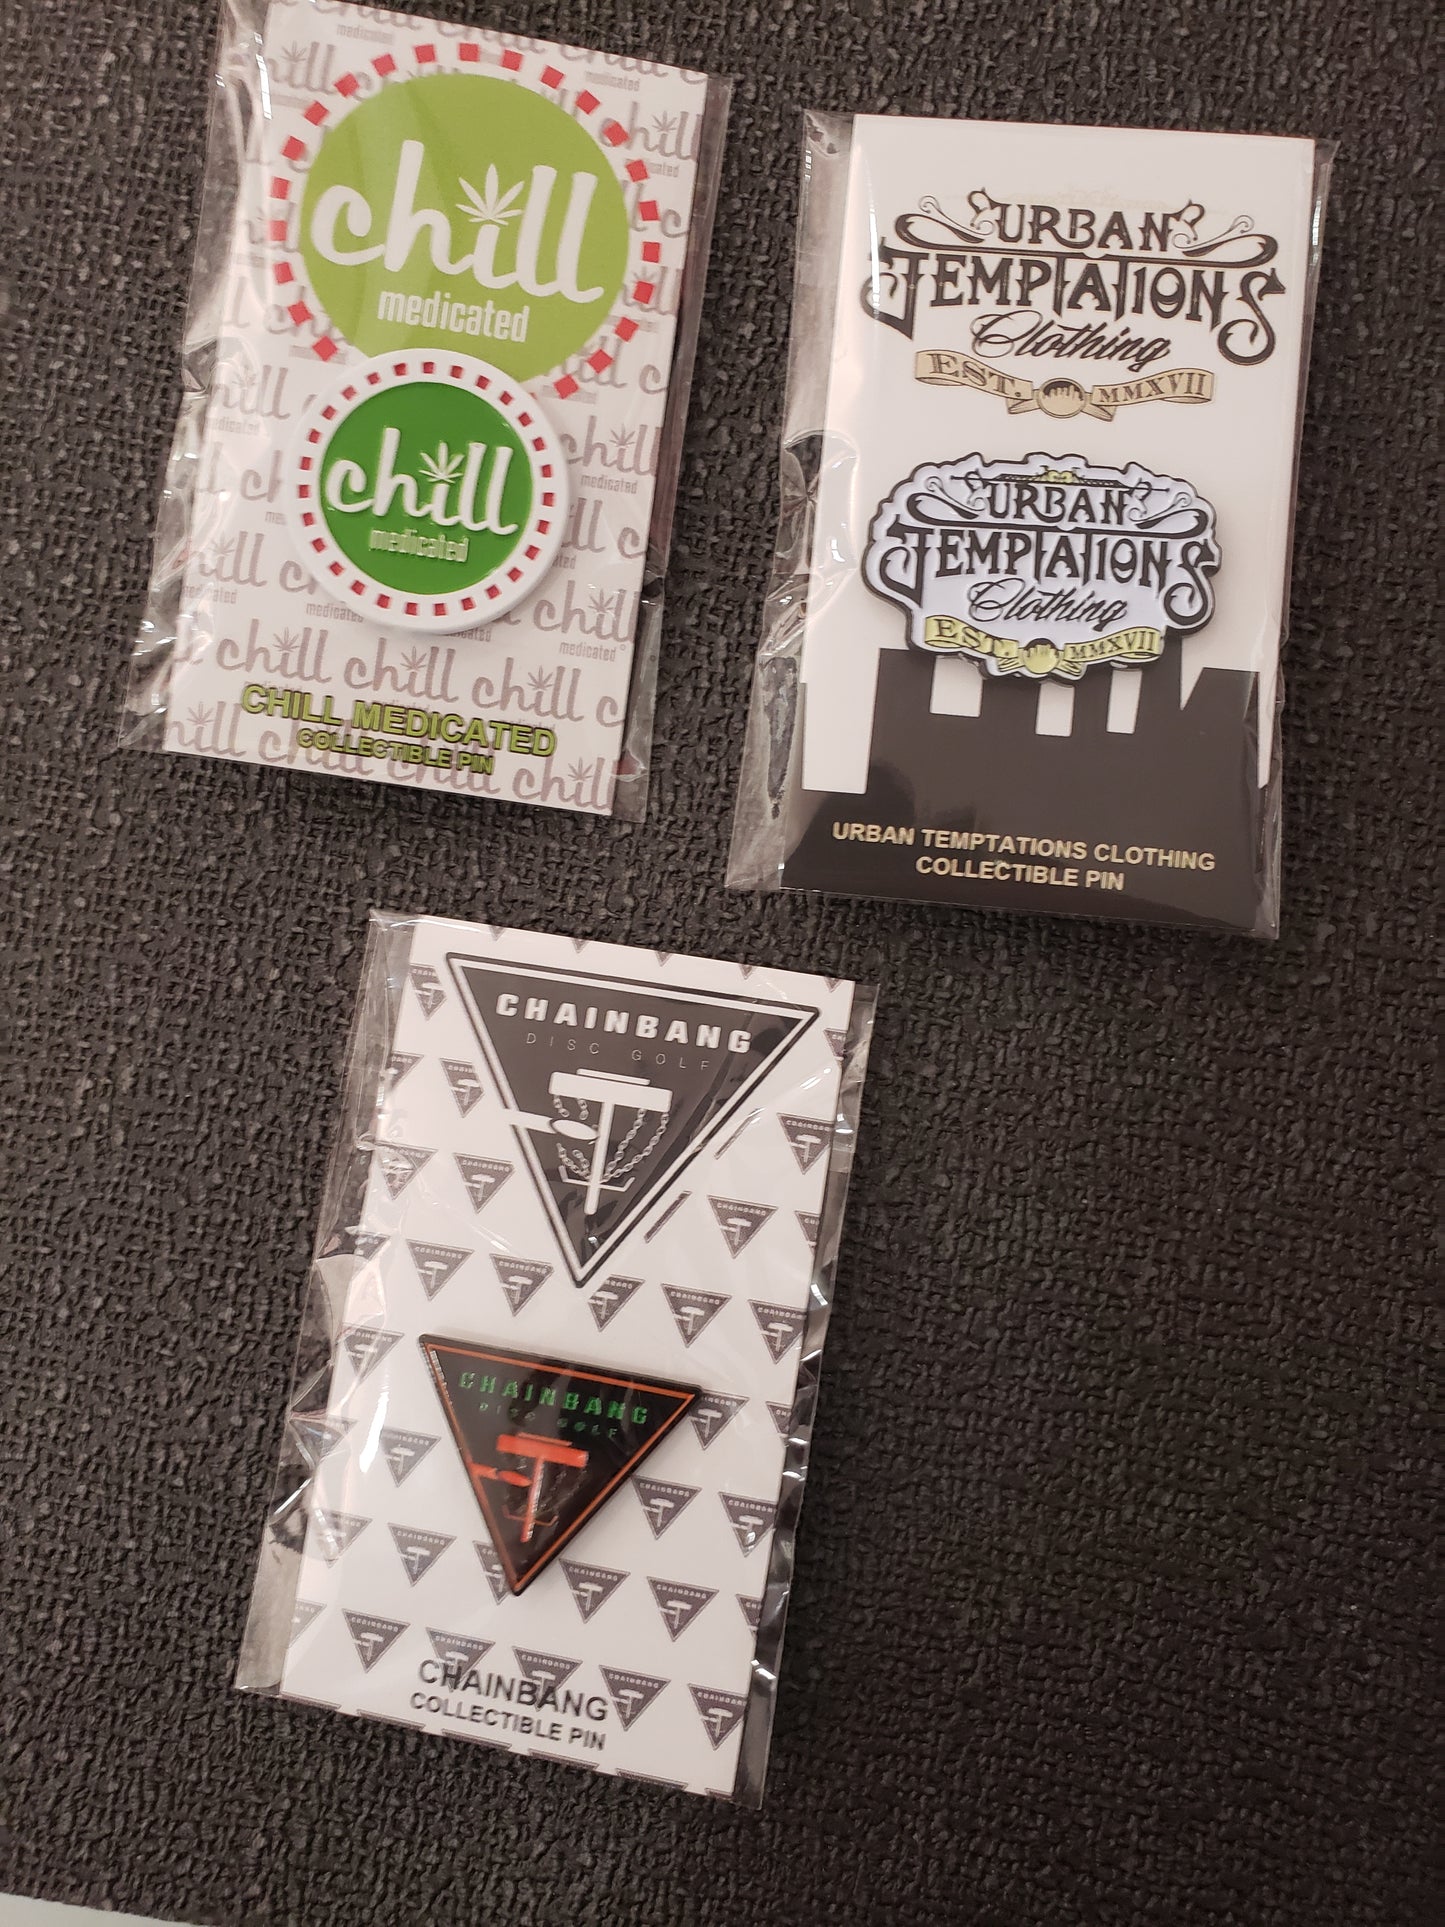 chill
medicated
chill
medicated
CHILL MEDICATED
COLLECTIBLE PIN
URBAN
TEMPTATIONS
Clothing
EST. MMXVII
URBAN
TEMPTATIONS
Clothing
EST. MMXVII
URBAN TEMPTATIONS CLOTHING
COLLECTIBLE PIN
CHAINBANG
DISC GOLF
CHAINBANG
DISC GOLF
CHAINBANG
COLLECTIBLE PIN